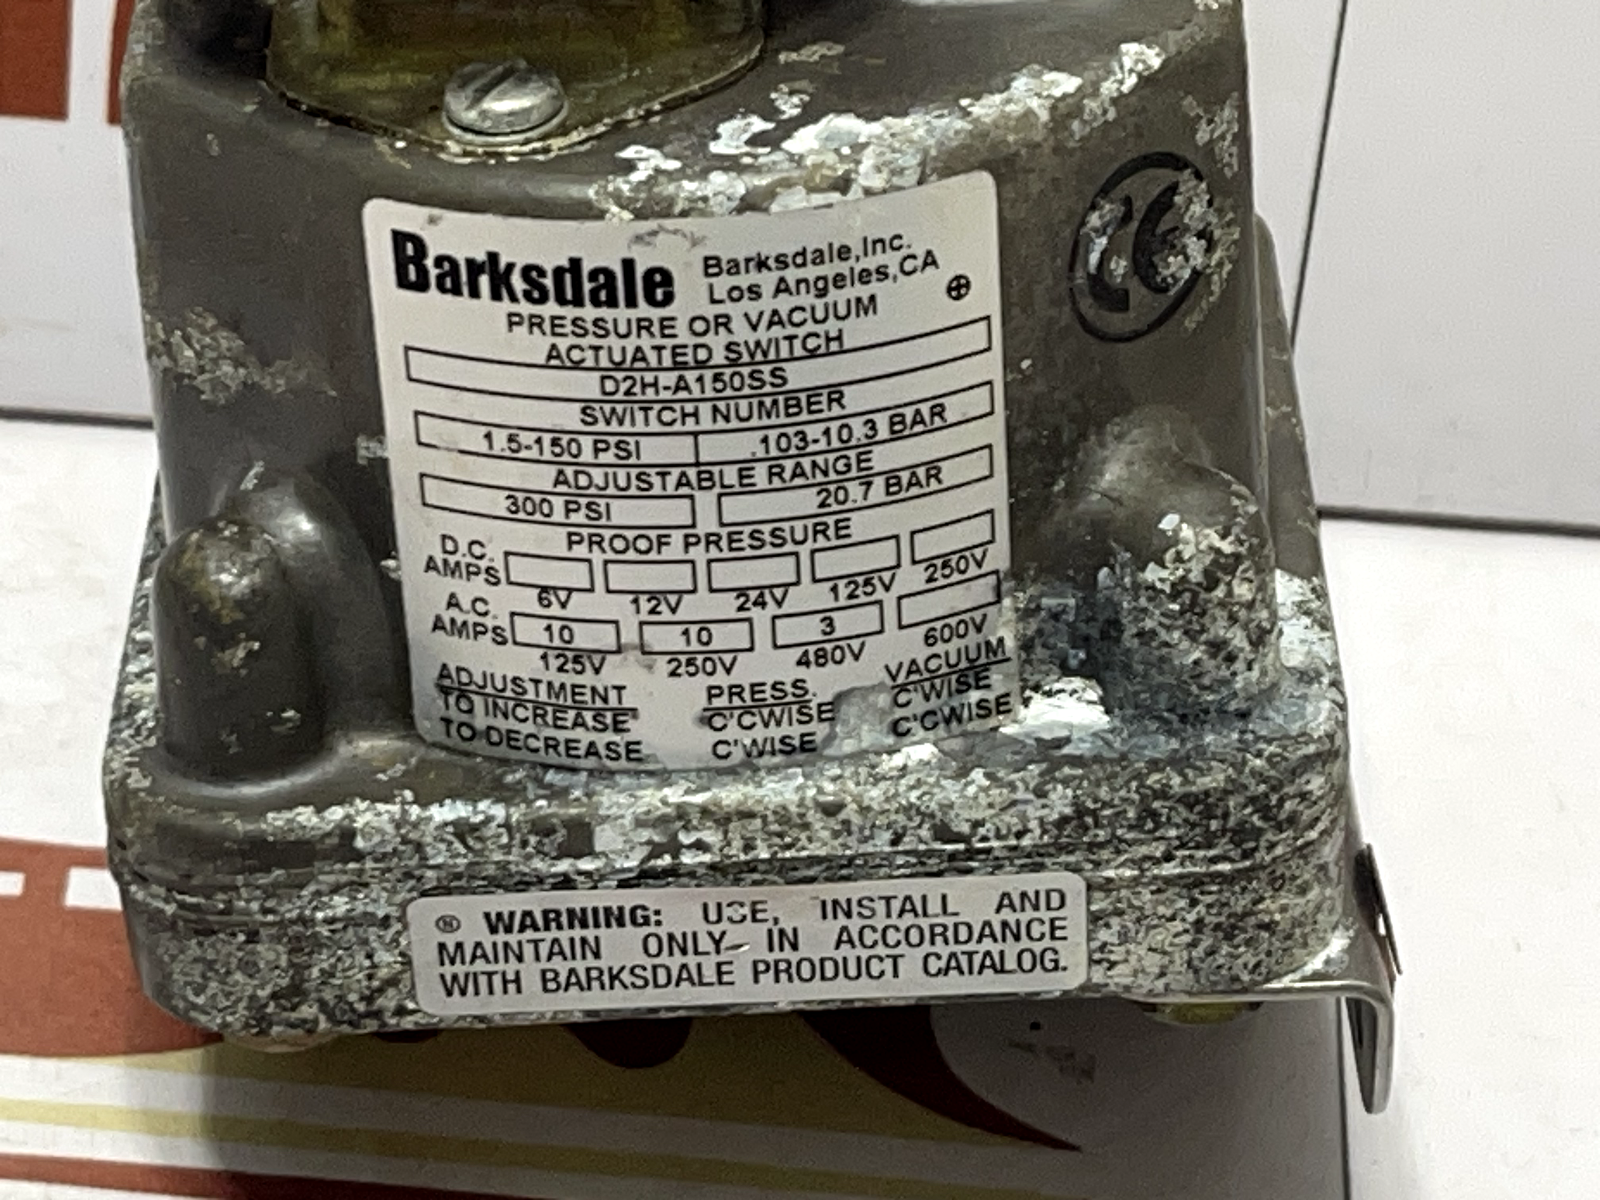 Barksdale Barksdale,Inc.
Los Angeles,CA
PRESSURE OR VACUUM
ACTUATED SWITCH
D2H-A150SS
SWITCH NUMBER
1.5-150 PSI .103-10.3 BAR
ADJUSTABLE RANGE
300 PSI 20.7 BAR
PROOF PRESSURE
D.C.
AMPS
6V 12V 24V 125V 250V
A.C.
AMPS 10 10 3
125V 250V 480V 600V
ADJUSTMENT PRESS. VACUUM
TO INCREASE C'CWISE C'WISE
TO DECREASE C'WISE C'CWISE
CE
WARNING: USE, INSTALL AND
MAINTAIN ONLY IN ACCORDANCE
WITH BARKSDALE PRODUCT CATALOG.